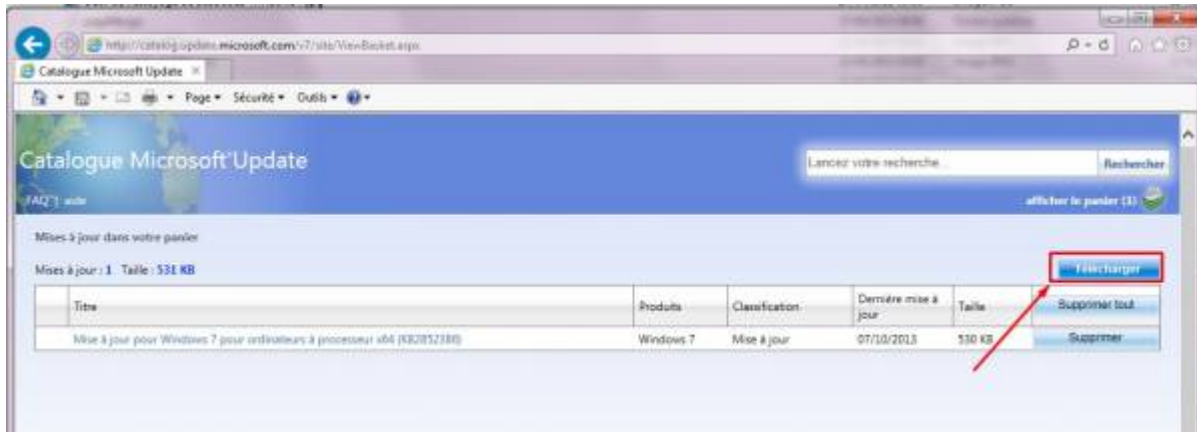 http://catalog.update.microsoft.com/v7/site/ViewBasket.aspx
Catalogue Microsoft Update
Page Sécurité Outils
Catalogue Microsoft Update
Lancez votre recherche...
Rechercher
FAQ | aide
afficher le panier (1)
Mises à jour dans votre panier
Mises à jour : 1 Taille : 531 KB
Télécharger
Titre Produits Classification Dernière mise à jour Taille Supprimer tout
Mise à jour pour Windows 7 pour ordinateurs à processeur x64 (KB2852386) Windows 7 Mise à jour 07/10/2013 530 KB Supprimer